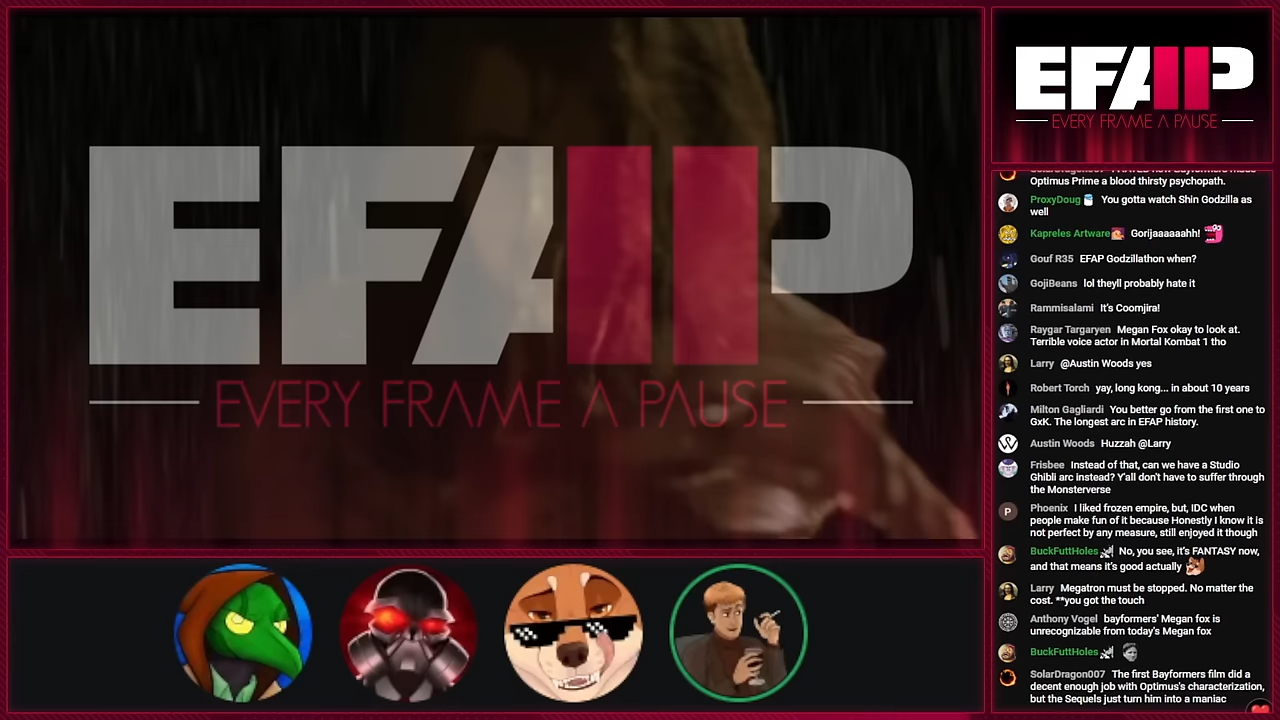 EFAP
EVERY FRAME A PAUSE
EFAP
EVERY FRAME A PAUSE
Optimus Prime a blood thirsty psychopath.
ProxyDoug You gotta watch Shin Godzilla as
well
Kapreles Artware Gorijaaaaaahh!
Gouf R35 EFAP Godzillathon when?
GojiBeans lol theyll probably hate it
Rammisalami It's Coomjira!
Raygar Targaryen Megan Fox okay to look at.
Terrible voice actor in Mortal Kombat 1 tho
Larry @Austin Woods yes
Robert Torch yay, long kong... in about 10 years
Milton Gagliardi You better go from the first one to
GxK. The longest arc in EFAP history.
Austin Woods Huzzah @Larry
Frisbee Instead of that, can we have a Studio
Ghibli arc instead? Y'all don't have to suffer through
the Monsterverse
P
Phoenix I liked frozen empire, but, IDC when
people make fun of it because Honestly I know it is
not perfect by any measure, still enjoyed it though
BuckFuttHoles No, you see, it's FANTASY now,
and that means it's good actually
Larry Megatron must be stopped. No matter the
cost. **you got the touch
Anthony Vogel bayformers' Megan fox is
unrecognizable from today's Megan fox
BuckFuttHoles
SolarDragon007 The first Bayformers film did a
decent enough job with Optimus's characterization,
but the Sequels just turn him into a maniac